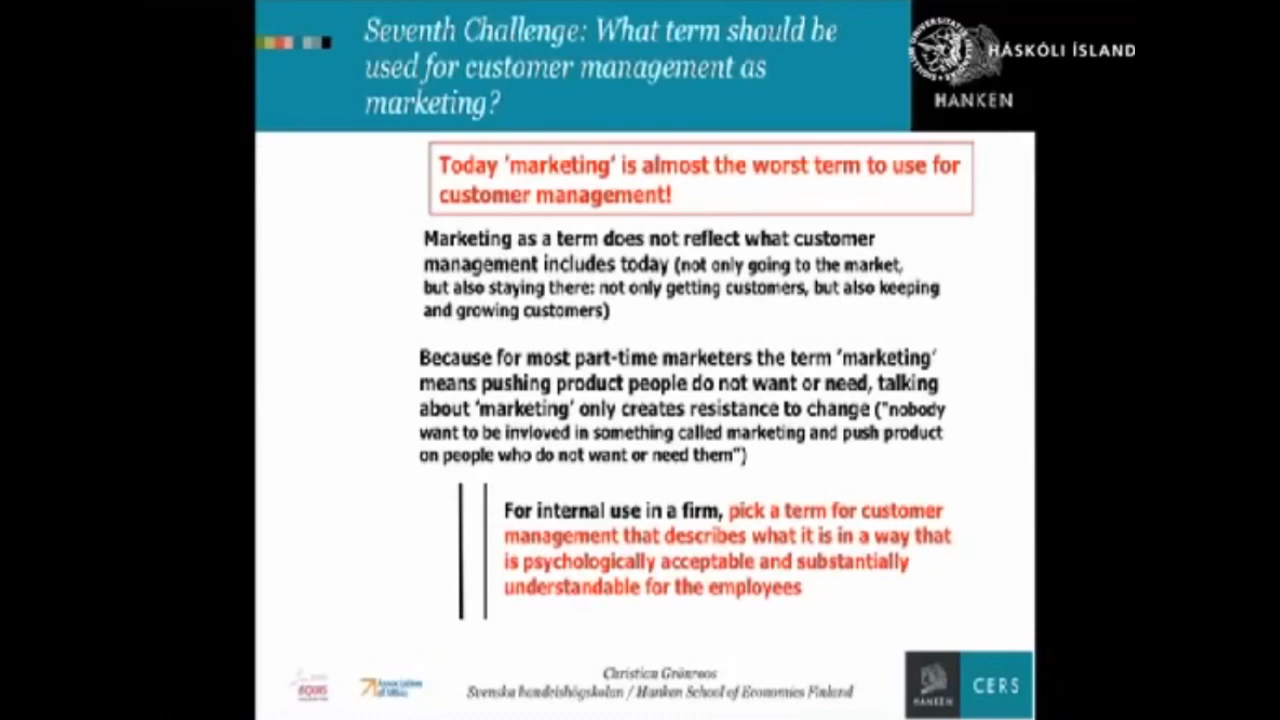 Seventh Challenge: What term should be
used for customer management as
marketing?
HÁSKÓLI ÍSLAND
HANKEN
Today 'marketing' is almost the worst term to use for
customer management!
Marketing as a term does not reflect what customer
management includes today (not only going to the market,
but also staying there: not only getting customers, but also keeping
and growing customers)
Because for most part-time marketers the term 'marketing'
means pushing product people do not want or need, talking
about 'marketing' only creates resistance to change ("nobody
want to be invloved in something called marketing and push product
on people who do not want or need them")
For internal use in a firm, pick a term for customer
management that describes what it is in a way that
is psychologically acceptable and substantially
understandable for the employees
EQUIS
Association
of MBAs
Christian Grönroos
Svenska handelshögskolan / Hanken School of Economics Finland
HANKEN
CERS